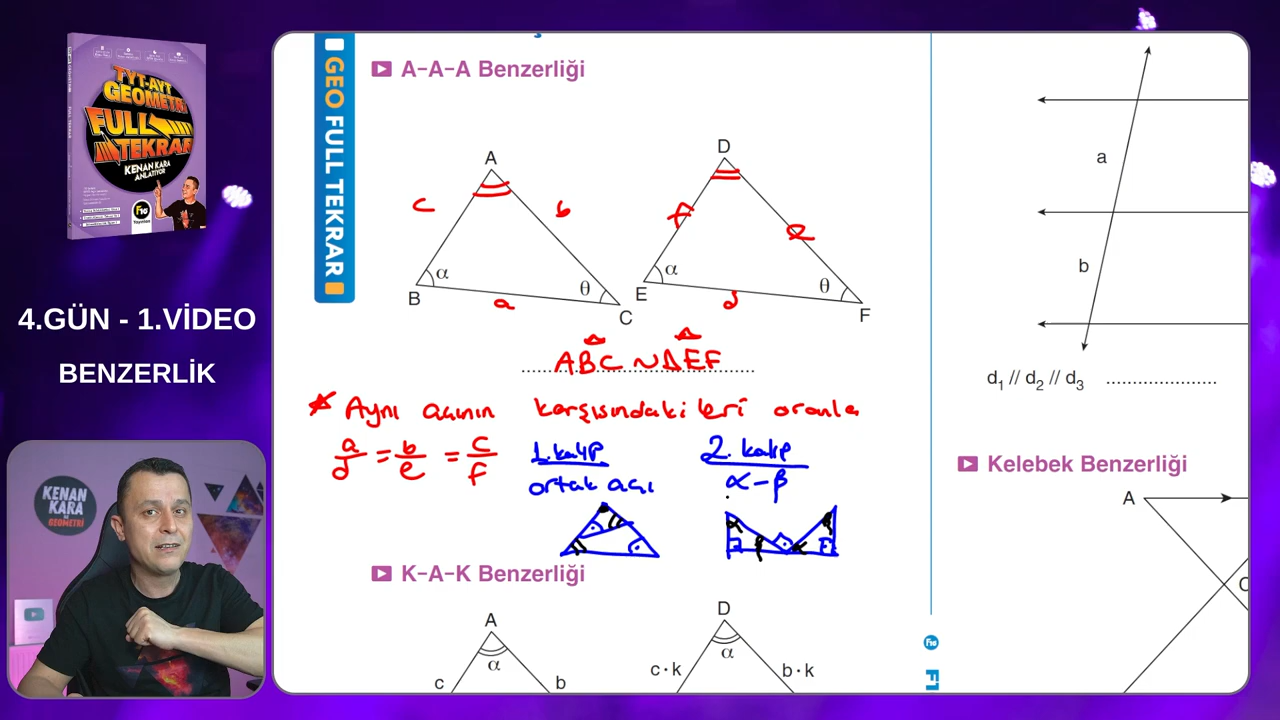 TYT-AYT
GEOMETRİ
FULL
TEKRAR
KENAN KARA
ANLATIYOR
4.GÜN - 1.VİDEO
BENZERLİK
KENAN
KARA
GEO FULL TEKRAR
A-A-A Benzerliği
A
c
b
B
α
θ
a
C
D
f
e
E
α
θ
d
F
ABC ~ DEF
Aynı açının karşısındakileri oranla
a/d = b/e = c/f
1. kalıp
ortak açı
2. kalıp
α - β
K-A-K Benzerliği
A
α
c
b
D
α
c·k
b·k
a
b
d₁ // d₂ // d₃ ......................
Kelebek Benzerliği
A